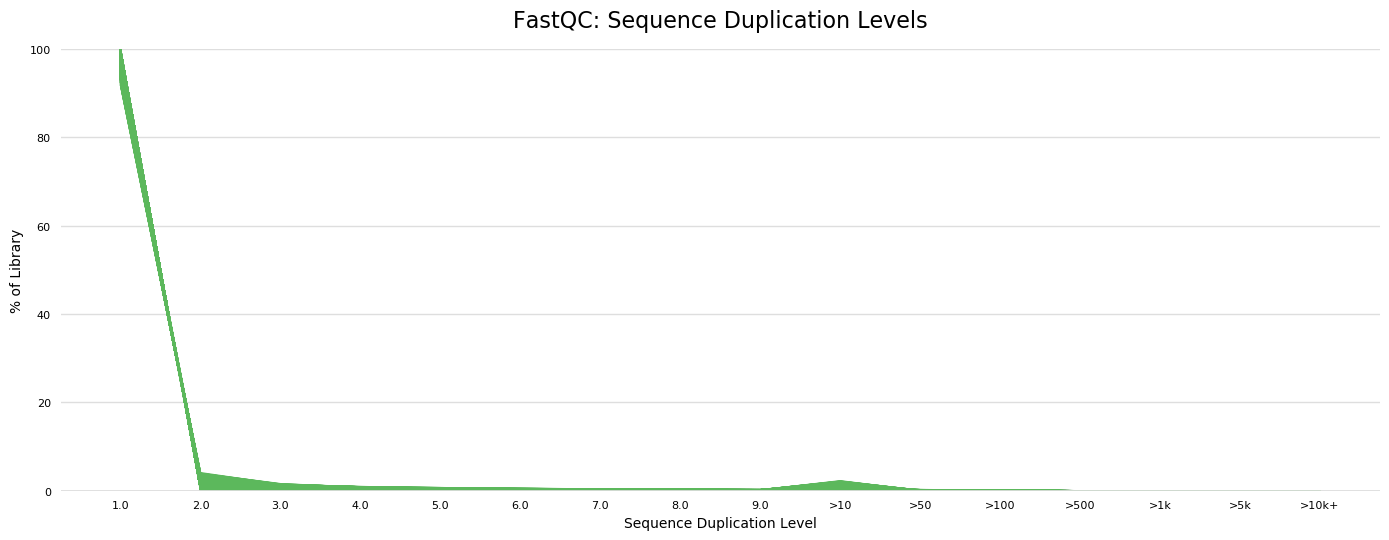 FastQC: Sequence Duplication Levels
100
80
60
40
20
0
% of Library
1.0 2.0 3.0 4.0 5.0 6.0 7.0 8.0 9.0 >10 >50 >100 >500 >1k >5k >10k+
Sequence Duplication Level